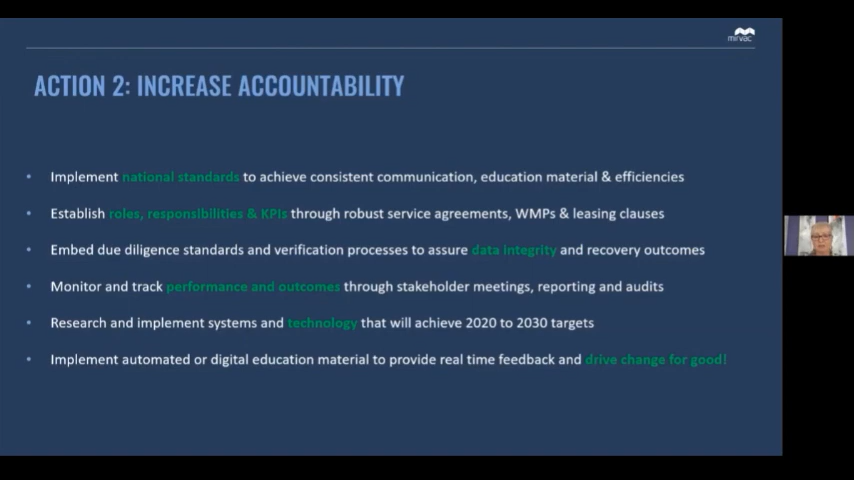 mirvac
ACTION 2: INCREASE ACCOUNTABILITY
• Implement national standards to achieve consistent communication, education material & efficiencies
• Establish roles, responsibilities & KPIs through robust service agreements, WMPs & leasing clauses
• Embed due diligence standards and verification processes to assure data integrity and recovery outcomes
• Monitor and track performance and outcomes through stakeholder meetings, reporting and audits
• Research and implement systems and technology that will achieve 2020 to 2030 targets
• Implement automated or digital education material to provide real time feedback and drive change for good!